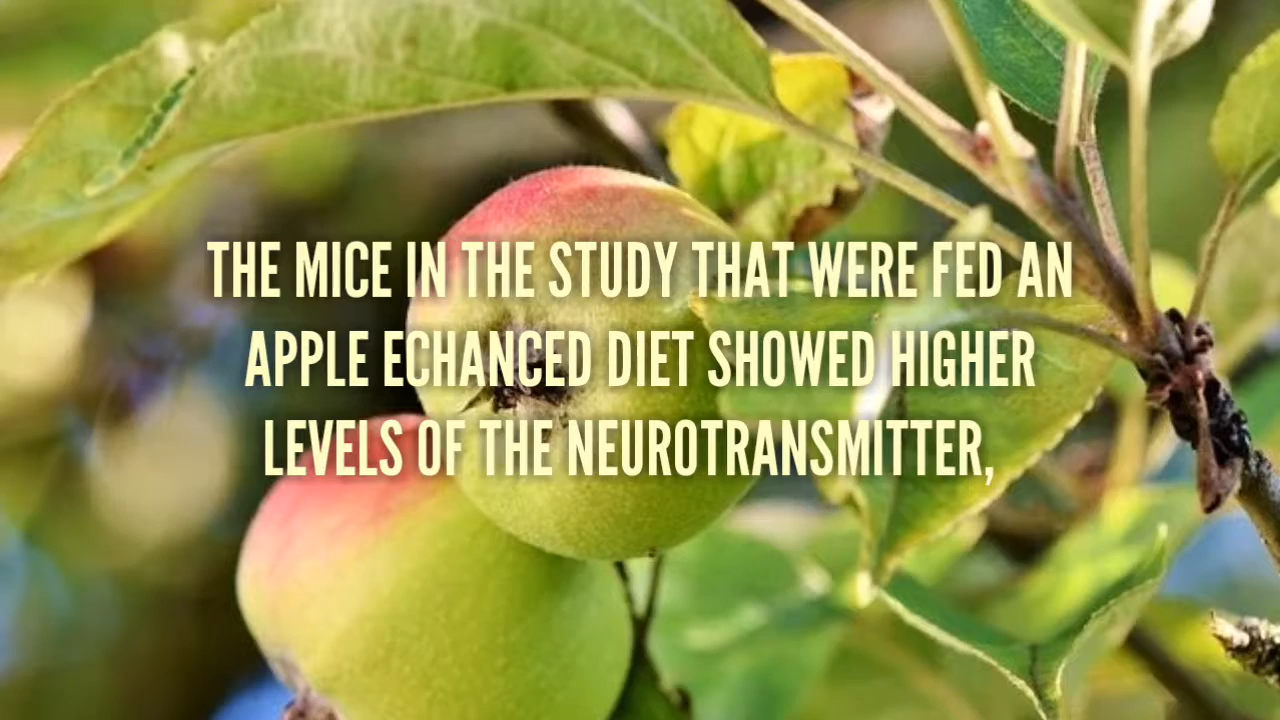 THE MICE IN THE STUDY THAT WERE FED AN
APPLE ECHANCED DIET SHOWED HIGHER
LEVELS OF THE NEUROTRANSMITTER,